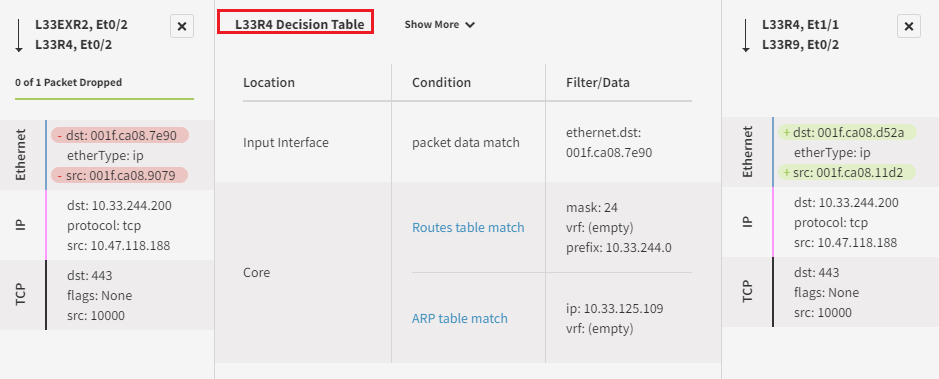 L33EXR2, Et0/2
L33R4, Et0/2
×
0 of 1 Packet Dropped
Ethernet
- dst: 001f.ca08.7e90
etherType: ip
- src: 001f.ca08.9079
IP
dst: 10.33.244.200
protocol: tcp
src: 10.47.118.188
TCP
dst: 443
flags: None
src: 10000
L33R4 Decision Table
Show More
Location Condition Filter/Data
Input Interface packet data match ethernet.dst:
001f.ca08.7e90
Core
Routes table match
mask: 24
vrf: (empty)
prefix: 10.33.244.0
ARP table match
ip: 10.33.125.109
vrf: (empty)
L33R4, Et1/1
L33R9, Et0/2
×
Ethernet
+ dst: 001f.ca08.d52a
etherType: ip
+ src: 001f.ca08.11d2
IP
dst: 10.33.244.200
protocol: tcp
src: 10.47.118.188
TCP
dst: 443
flags: None
src: 10000